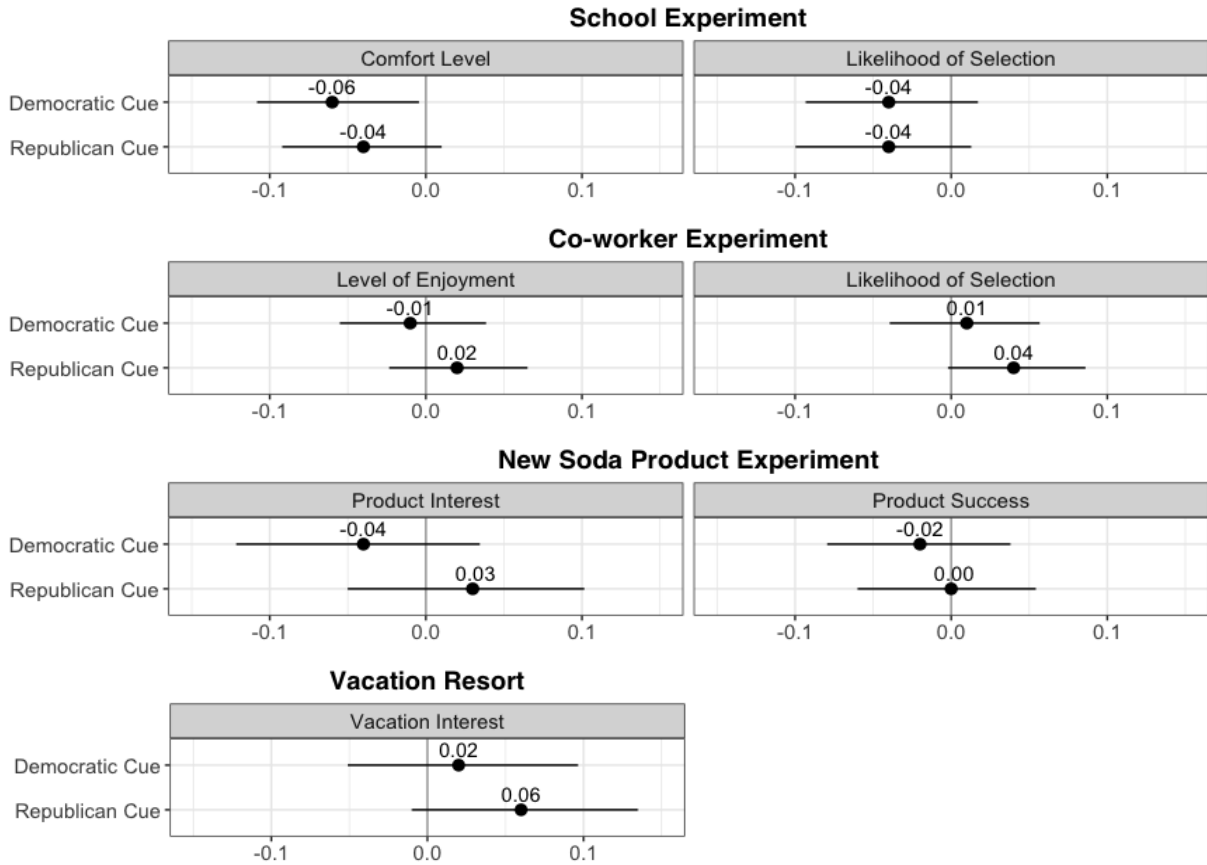 School Experiment
Comfort Level Likelihood of Selection
Democratic Cue -0.06 -0.04
Republican Cue -0.04 -0.04
-0.1 0.0 0.1 -0.1 0.0 0.1
Co-worker Experiment
Level of Enjoyment Likelihood of Selection
Democratic Cue -0.01 0.01
Republican Cue 0.02 0.04
-0.1 0.0 0.1 -0.1 0.0 0.1
New Soda Product Experiment
Product Interest Product Success
Democratic Cue -0.04 -0.02
Republican Cue 0.03 0.00
-0.1 0.0 0.1 -0.1 0.0 0.1
Vacation Resort
Vacation Interest
Democratic Cue 0.02
Republican Cue 0.06
-0.1 0.0 0.1